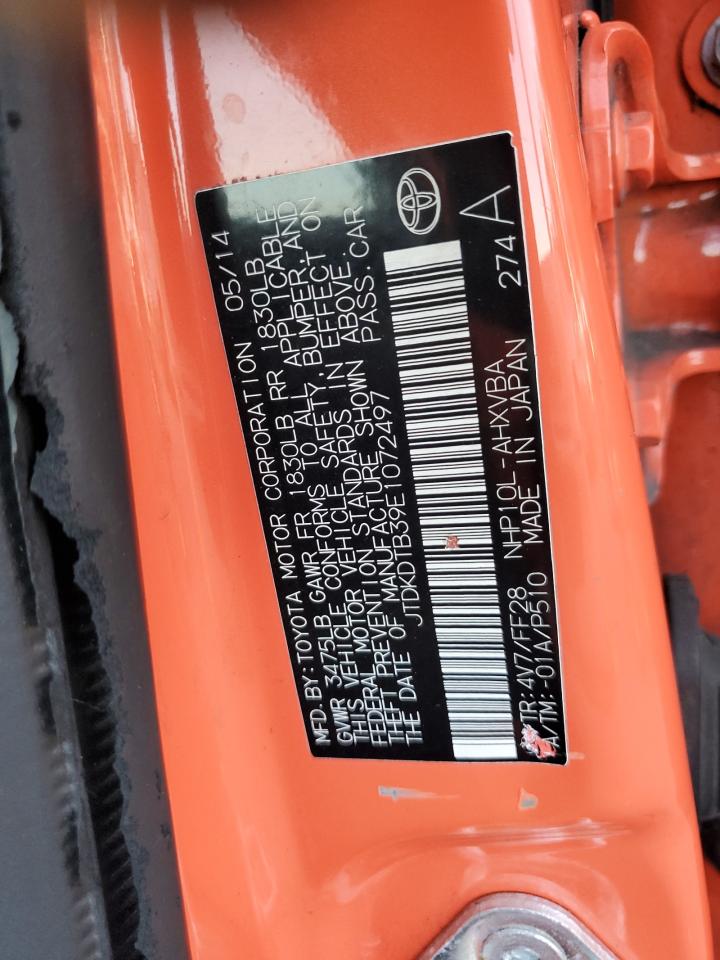 MFD. BY: TOYOTA MOTOR CORPORATION 05/14
GVWR 3475LB GAWR FR 1830LB RR 1830LB
THIS VEHICLE CONFORMS TO ALL APPLICABLE
FEDERAL MOTOR VEHICLE SAFETY, BUMPER, AND
THEFT PREVENTION STANDARDS IN EFFECT ON
THE DATE OF MANUFACTURE SHOWN ABOVE.
JTDKDTB39E1072497 PASS. CAR
/TR: 4V7/FF28 NHP10L-AHXVBA 274A
A/TM: -01A/P510 MADE IN JAPAN